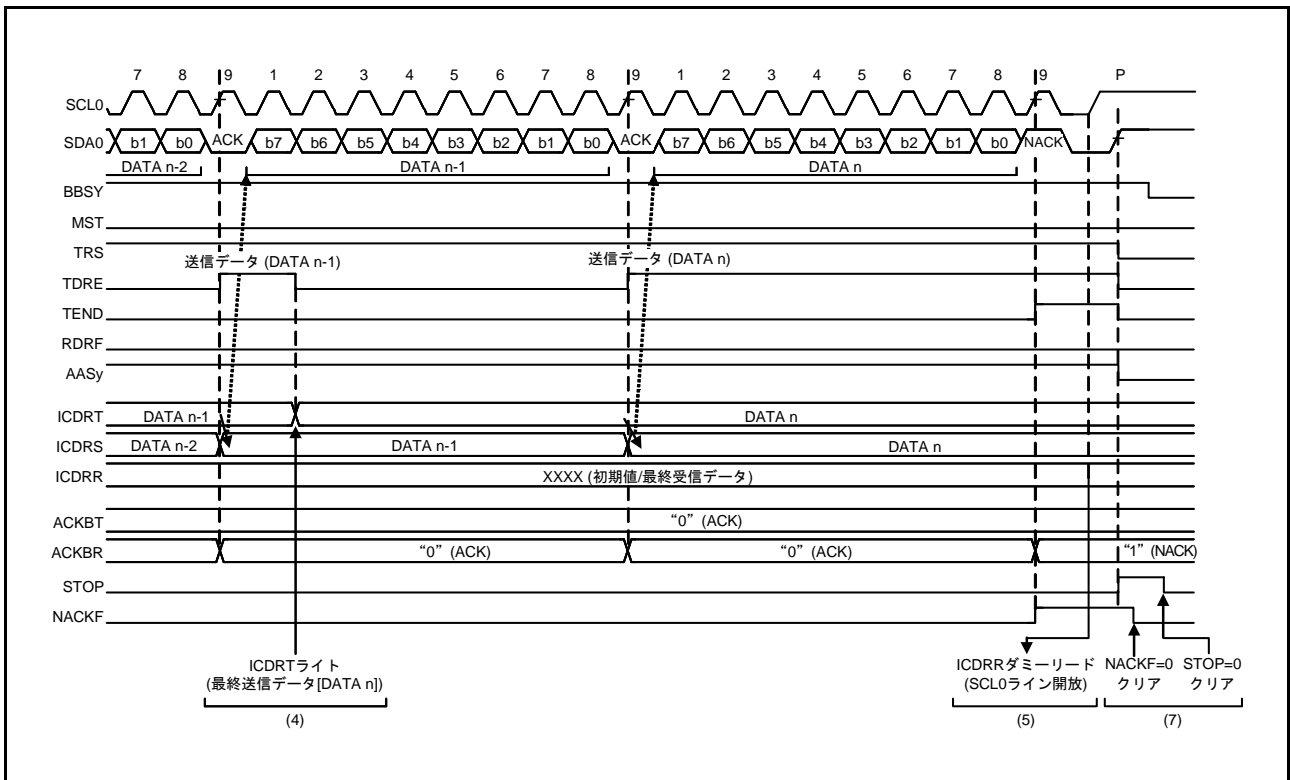 7 8 9 1 2 3 4 5 6 7 8 9 1 2 3 4 5 6 7 8 9 P
SCL0
SDA0 b1 b0 ACK b7 b6 b5 b4 b3 b2 b1 b0 ACK b7 b6 b5 b4 b3 b2 b1 b0 NACK
DATA n-2 DATA n-1 DATA n
BBSY
MST
TRS
送信データ (DATA n-1) 送信データ (DATA n)
TDRE
TEND
RDRF
AASy
ICDRT DATA n-1 DATA n
ICDRS DATA n-2 DATA n-1 DATA n
ICDRR XXXX (初期値/最終受信データ)
ACKBT “0” (ACK)
ACKBR “0” (ACK) “0” (ACK) “1” (NACK)
STOP
NACKF
ICDRTライト
(最終送信データ[DATA n])
(4)
ICDRRダミーリード
(SCL0ライン開放)
(5)
NACKF=0
クリア
STOP=0
クリア
(7)